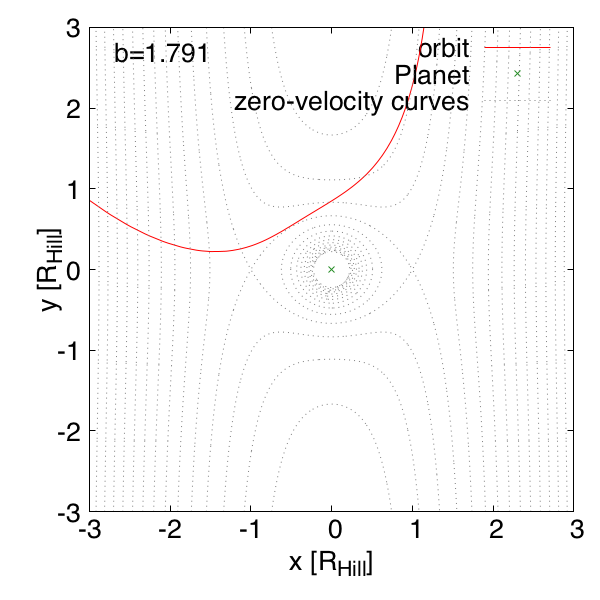 3
b=1.791
orbit
Planet
2
zero-velocity curves
1
y [R_Hill]
0
-1
-2
-3
-3 -2 -1 0 1 2 3
x [R_Hill]